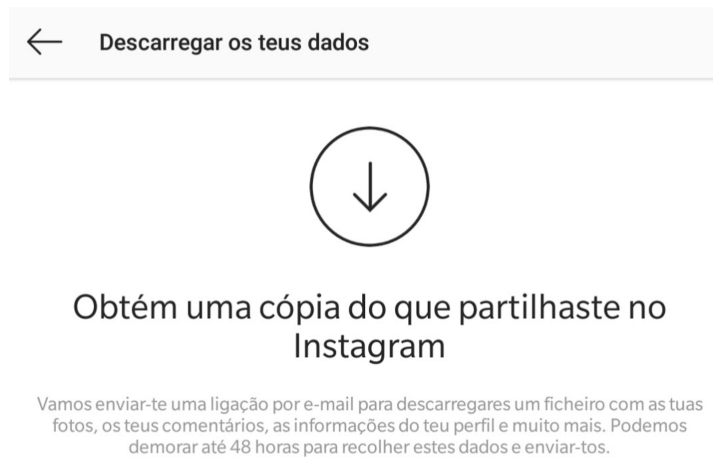 Descarregar os teus dados
Obtém uma cópia do que partilhaste no
Instagram
Vamos enviar-te uma ligação por e-mail para descarregares um ficheiro com as tuas
fotos, os teus comentários, as informações do teu perfil e muito mais. Podemos
demorar até 48 horas para recolher estes dados e enviar-tos.